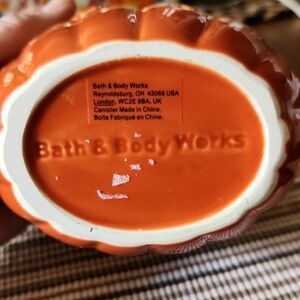 Bath & Body Works
Reynoldsburg, OH 43068 USA
London, WC2E 9BA, UK
Canister Made in China.
Boîte Fabriqué en Chine.
Bath & Body Works